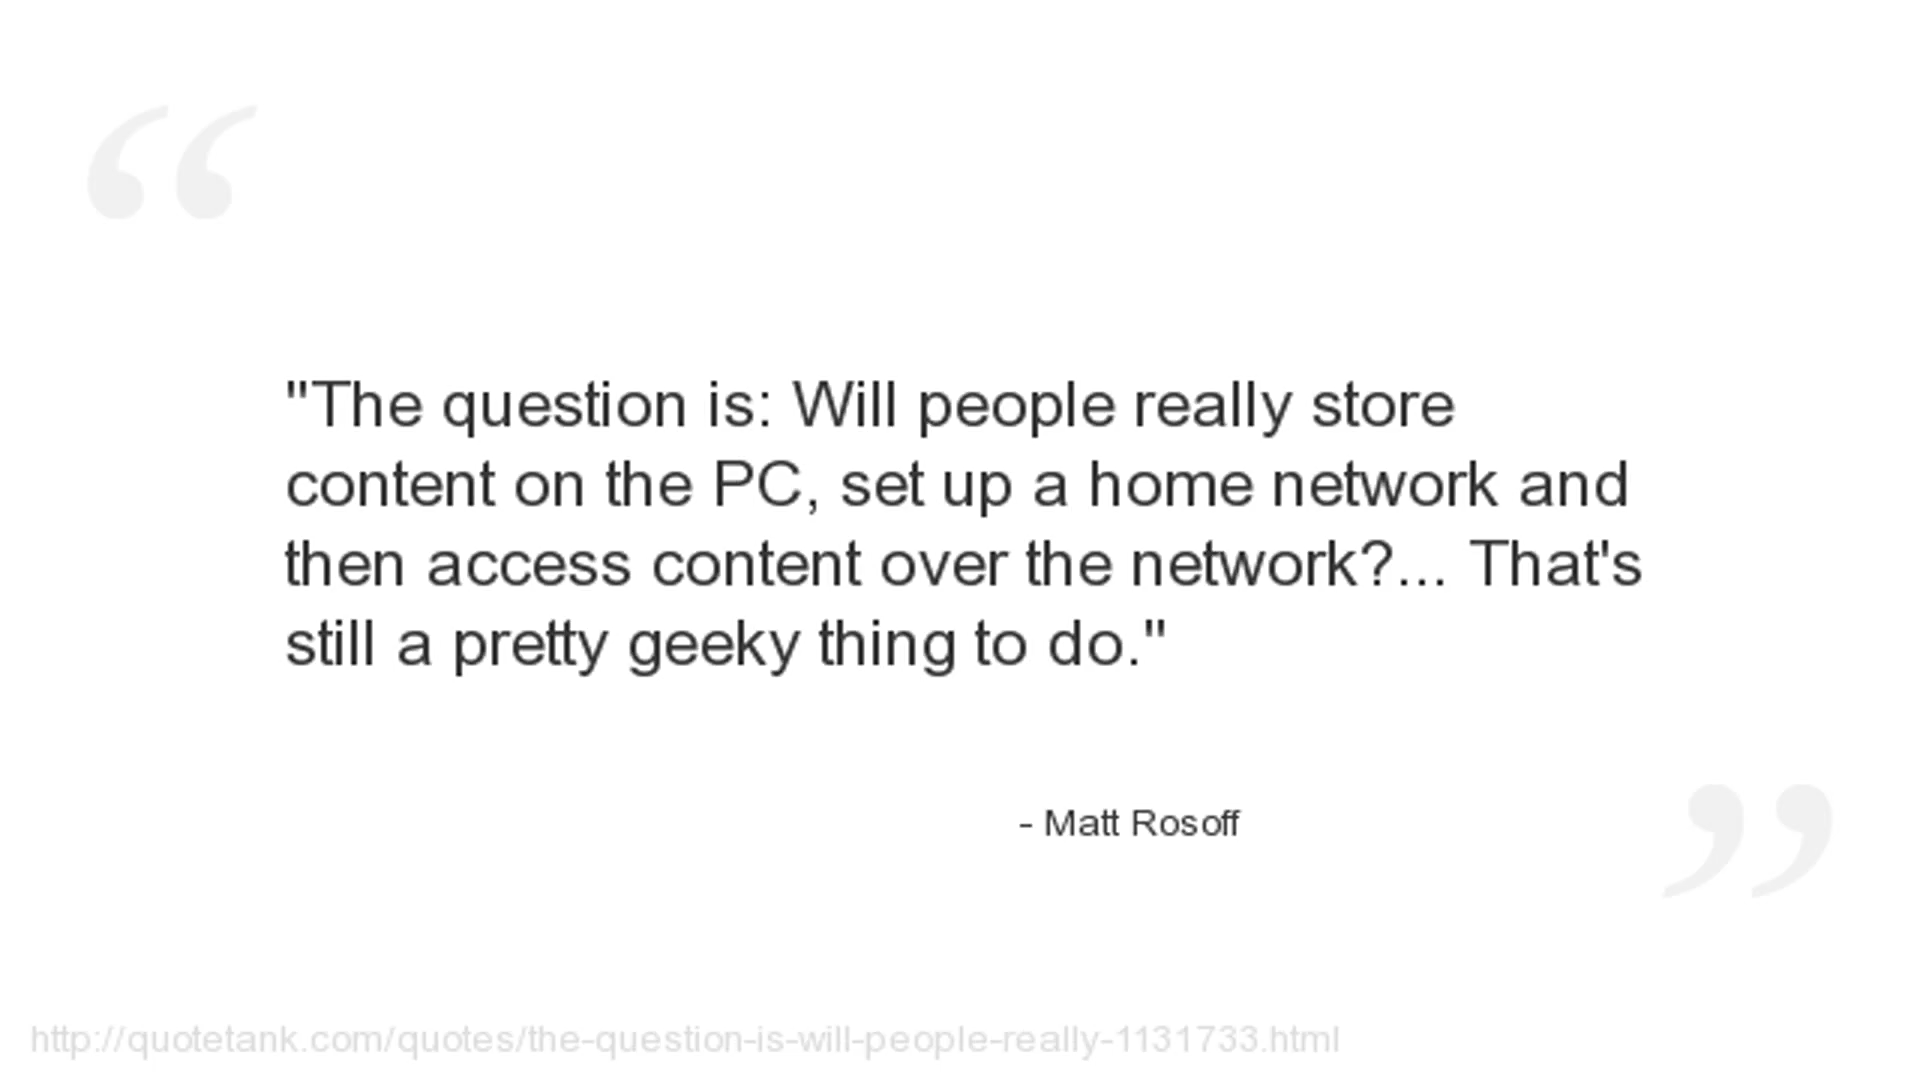 "The question is: Will people really store
content on the PC, set up a home network and
then access content over the network?... That's
still a pretty geeky thing to do."
- Matt Rosoff
http://quotetank.com/quotes/the-question-is-will-people-really-1131733.html